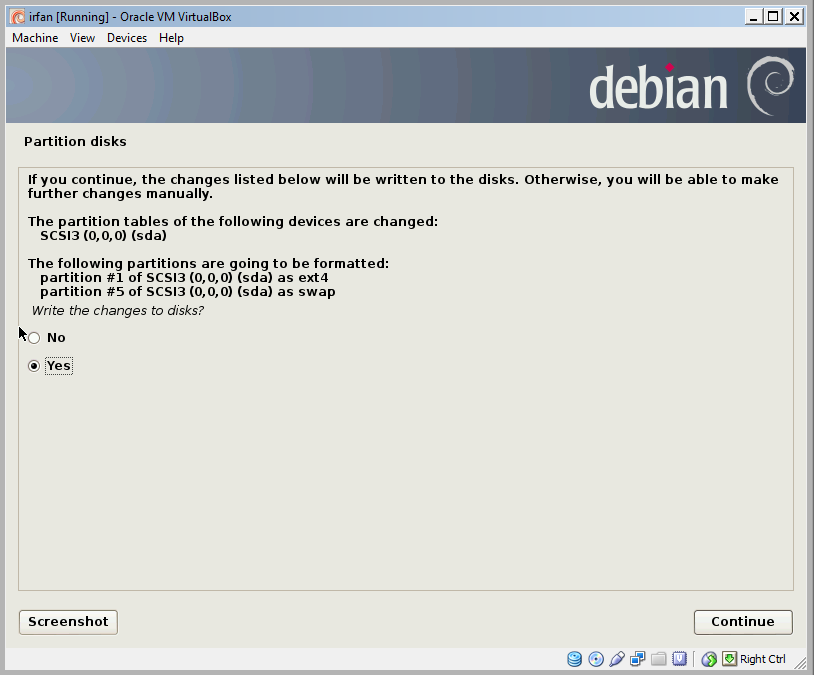 irfan [Running] - Oracle VM VirtualBox
Machine View Devices Help
debian
Partition disks
If you continue, the changes listed below will be written to the disks. Otherwise, you will be able to make
further changes manually.
The partition tables of the following devices are changed:
SCSI3 (0,0,0) (sda)
The following partitions are going to be formatted:
partition #1 of SCSI3 (0,0,0) (sda) as ext4
partition #5 of SCSI3 (0,0,0) (sda) as swap
Write the changes to disks?
No
Yes
Screenshot Continue
Right Ctrl